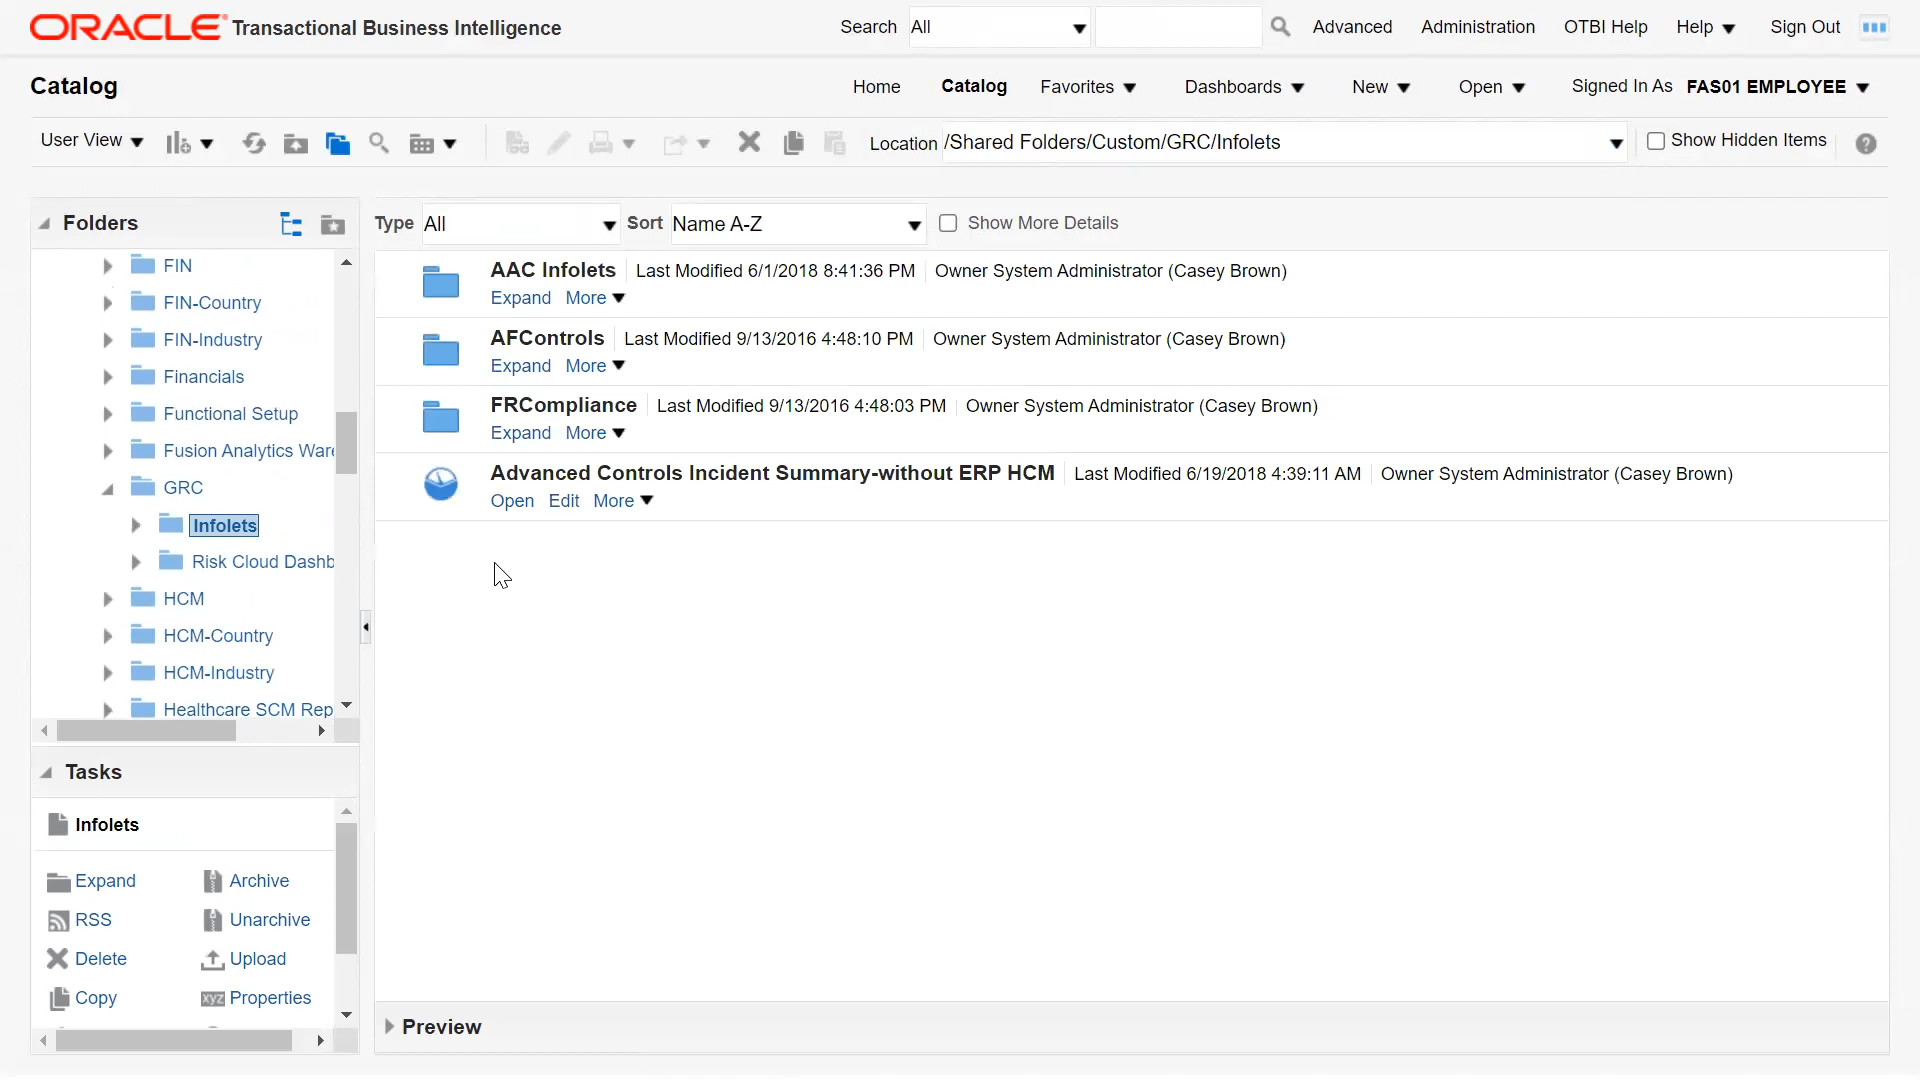 ORACLE Transactional Business Intelligence
Search All Advanced Administration OTBI Help Help Sign Out
Catalog
Home Catalog Favorites Dashboards New Open Signed In As FAS01 EMPLOYEE
User View Location /Shared Folders/Custom/GRC/Infolets Show Hidden Items
Folders
FIN
FIN-Country
FIN-Industry
Financials
Functional Setup
Fusion Analytics Ware
GRC
Infolets
Risk Cloud Dashb
HCM
HCM-Country
HCM-Industry
Healthcare SCM Rep
Type All Sort Name A-Z Show More Details
AAC Infolets Last Modified 6/1/2018 8:41:36 PM Owner System Administrator (Casey Brown)
Expand More
AFControls Last Modified 9/13/2016 4:48:10 PM Owner System Administrator (Casey Brown)
Expand More
FRCompliance Last Modified 9/13/2016 4:48:03 PM Owner System Administrator (Casey Brown)
Expand More
Advanced Controls Incident Summary-without ERP HCM Last Modified 6/19/2018 4:39:11 AM Owner System Administrator (Casey Brown)
Open Edit More
Tasks
Infolets
Expand Archive
RSS Unarchive
Delete Upload
Copy xyz Properties
Preview